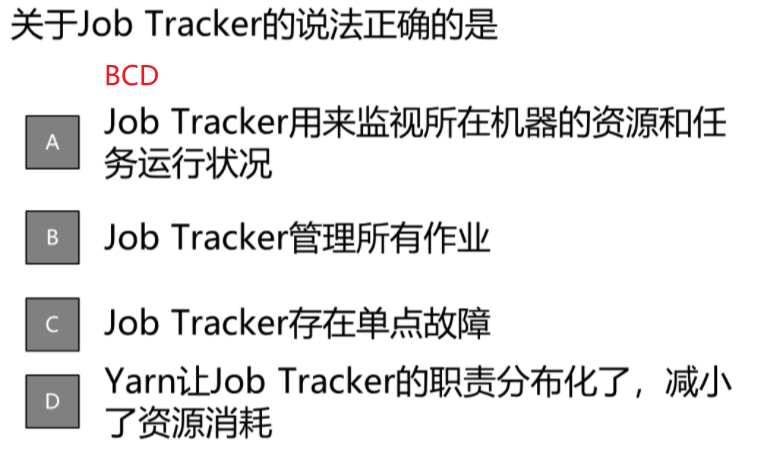 关于Job Tracker的说法正确的是
BCD
A
Job Tracker用来监视所在机器的资源和任
务运行状况
B
Job Tracker管理所有作业
C
Job Tracker存在单点故障
D
Yarn让Job Tracker的职责分布化了，减小
了资源消耗